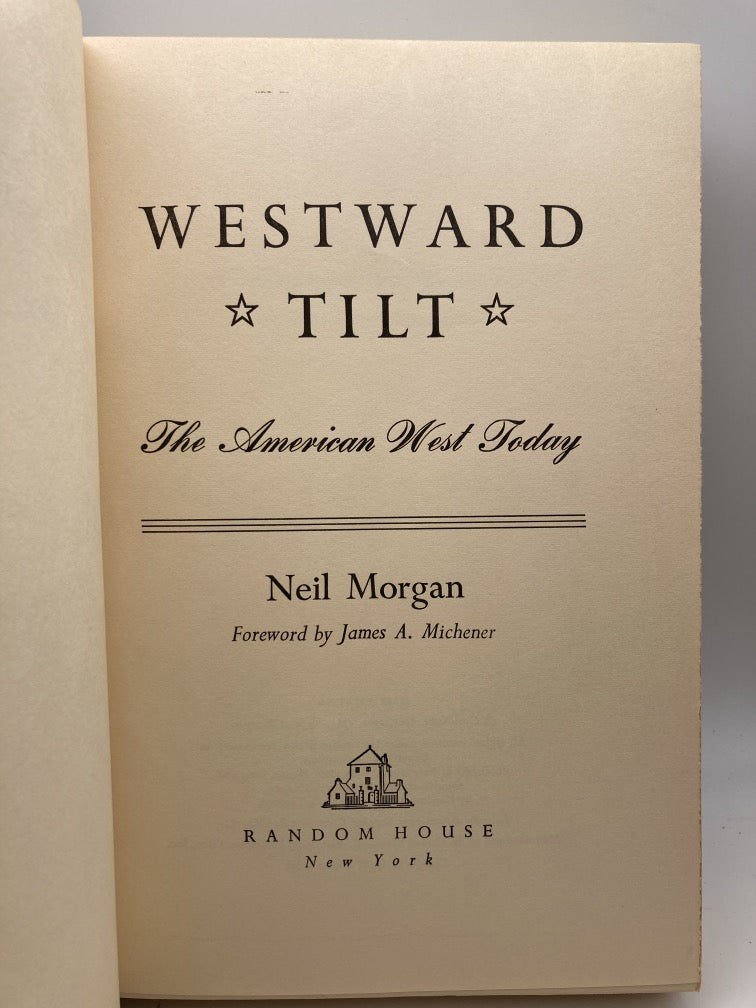 WESTWARD
☆ TILT ☆
The American West Today
Neil Morgan
Foreword by James A. Michener
RANDOM HOUSE
New York